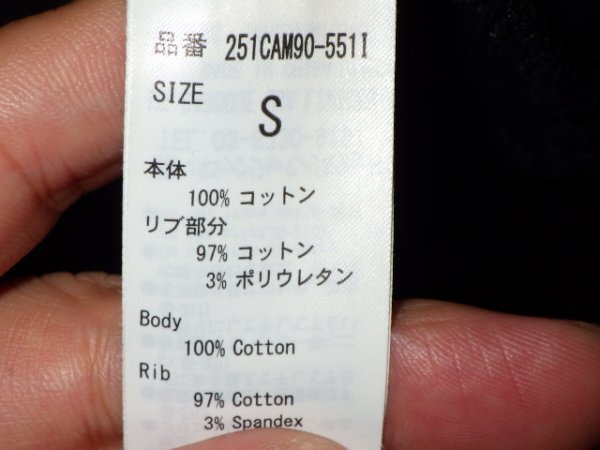 品番 251CAM90-551I
SIZE S
本体
100% コットン
リブ部分
97% コットン
3% ポリウレタン
Body
100% Cotton
Rib
97% Cotton
3% Spandex